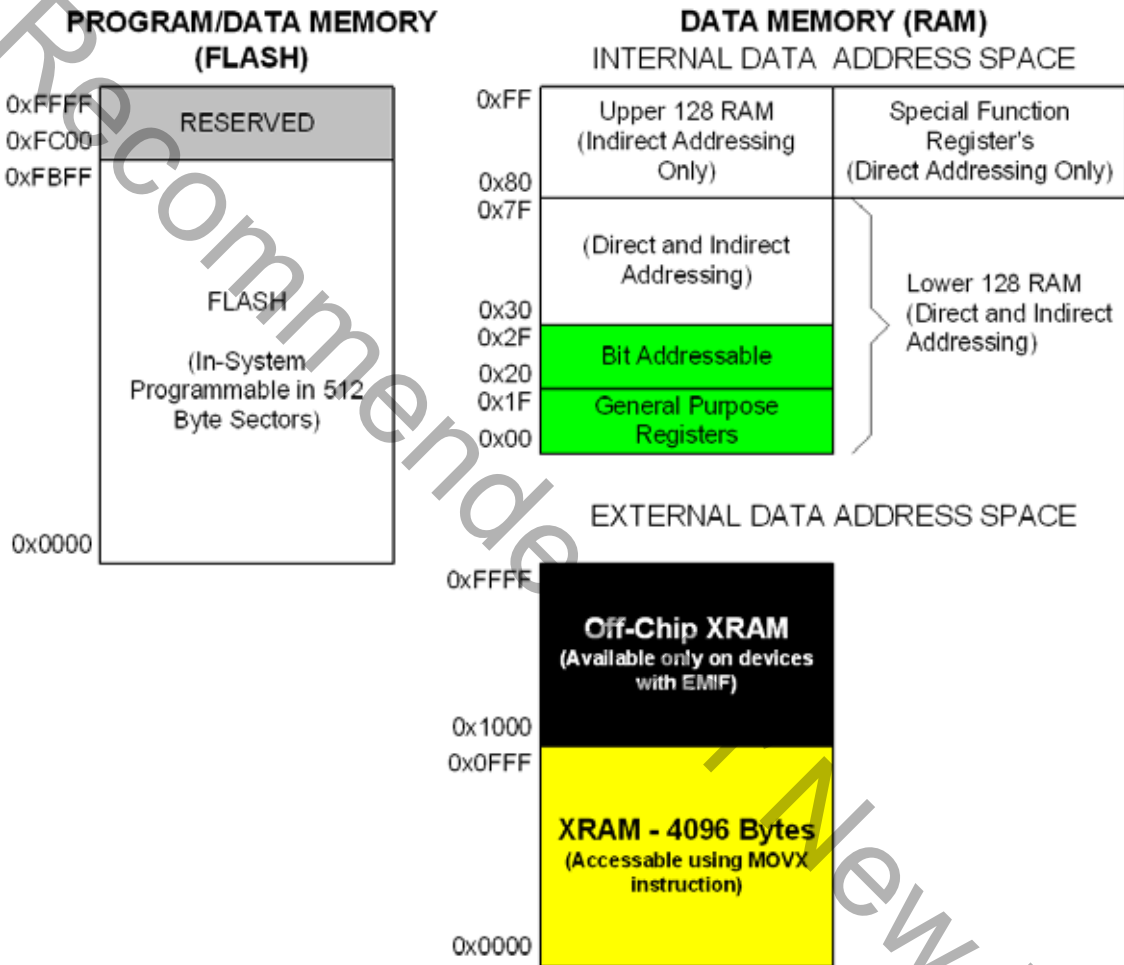 PROGRAM/DATA MEMORY
(FLASH)
0xFFFF
RESERVED
0xFC00
0xFBFF
FLASH
(In-System
Programmable in 512
Byte Sectors)
0x0000
DATA MEMORY (RAM)
INTERNAL DATA ADDRESS SPACE
0xFF
Upper 128 RAM
(Indirect Addressing
Only)
Special Function
Register's
(Direct Addressing Only)
0x80
0x7F
(Direct and Indirect
Addressing)
Lower 128 RAM
(Direct and Indirect
Addressing)
0x30
0x2F
Bit Addressable
0x20
0x1F
General Purpose
Registers
0x00
EXTERNAL DATA ADDRESS SPACE
0xFFFF
Off-Chip XRAM
(Available only on devices
with EMIF)
0x1000
0x0FFF
XRAM - 4096 Bytes
(Accessable using MOVX
instruction)
0x0000
Recommende
New